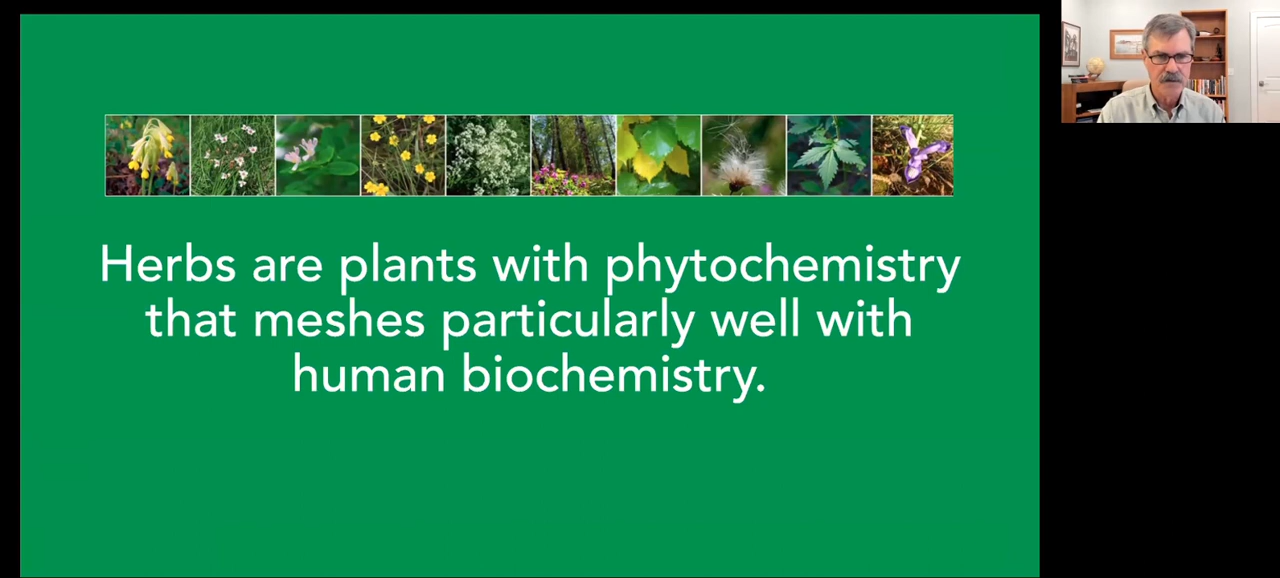 Herbs are plants with phytochemistry
that meshes particularly well with
human biochemistry.